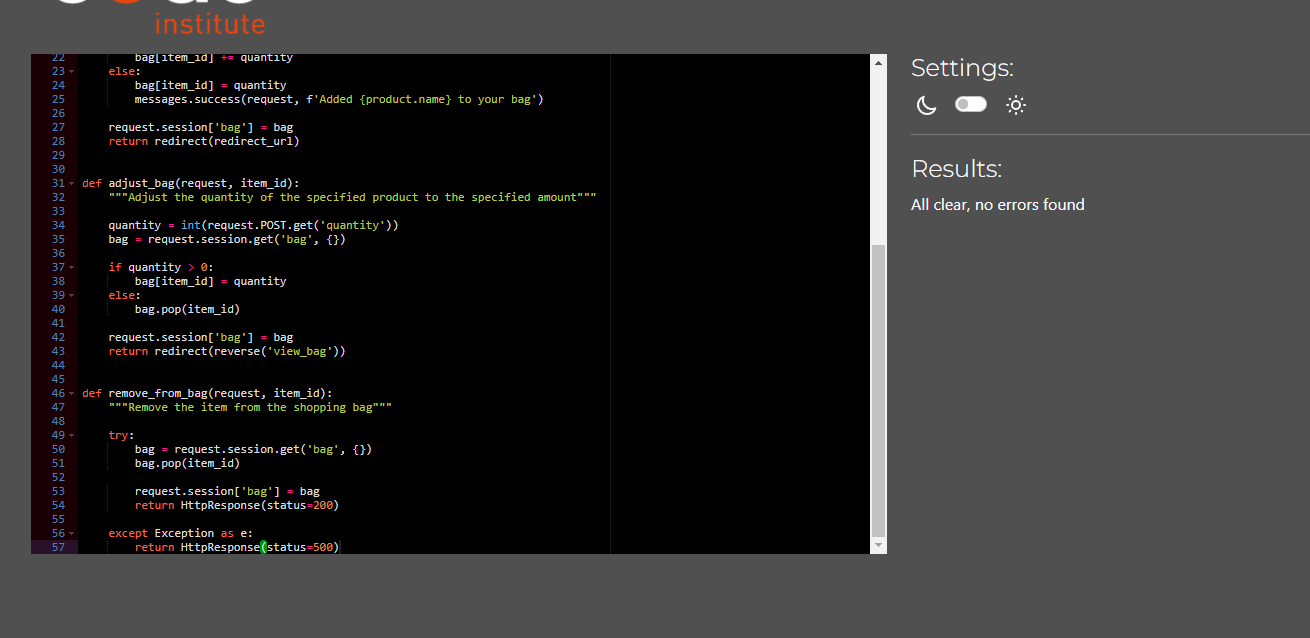 institute
22 bag[item_id] += quantity
23 else:
24 bag[item_id] = quantity
25 messages.success(request, f'Added {product.name} to your bag')
26
27 request.session['bag'] = bag
28 return redirect(redirect_url)
29
30
31 def adjust_bag(request, item_id):
32 """Adjust the quantity of the specified product to the specified amount"""
33
34 quantity = int(request.POST.get('quantity'))
35 bag = request.session.get('bag', {})
36
37 if quantity > 0:
38 bag[item_id] = quantity
39 else:
40 bag.pop(item_id)
41
42 request.session['bag'] = bag
43 return redirect(reverse('view_bag'))
44
45
46 def remove_from_bag(request, item_id):
47 """Remove the item from the shopping bag"""
48
49 try:
50 bag = request.session.get('bag', {})
51 bag.pop(item_id)
52
53 request.session['bag'] = bag
54 return HttpResponse(status=200)
55
56 except Exception as e:
57 return HttpResponse(status=500)
Settings:
Results:
All clear, no errors found